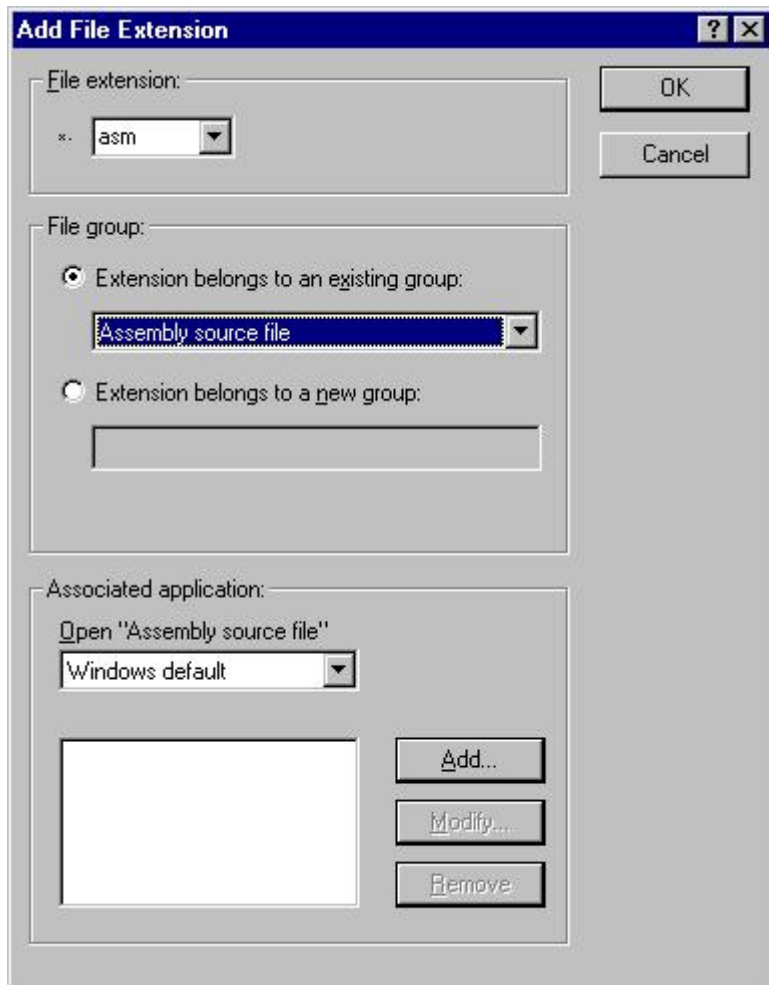 Add File Extension
File extension:
OK
*. asm
Cancel
File group:
Extension belongs to an existing group:
Assembly source file
Extension belongs to a new group:
Associated application:
Open "Assembly source file"
Windows default
Add...
Modify...
Remove